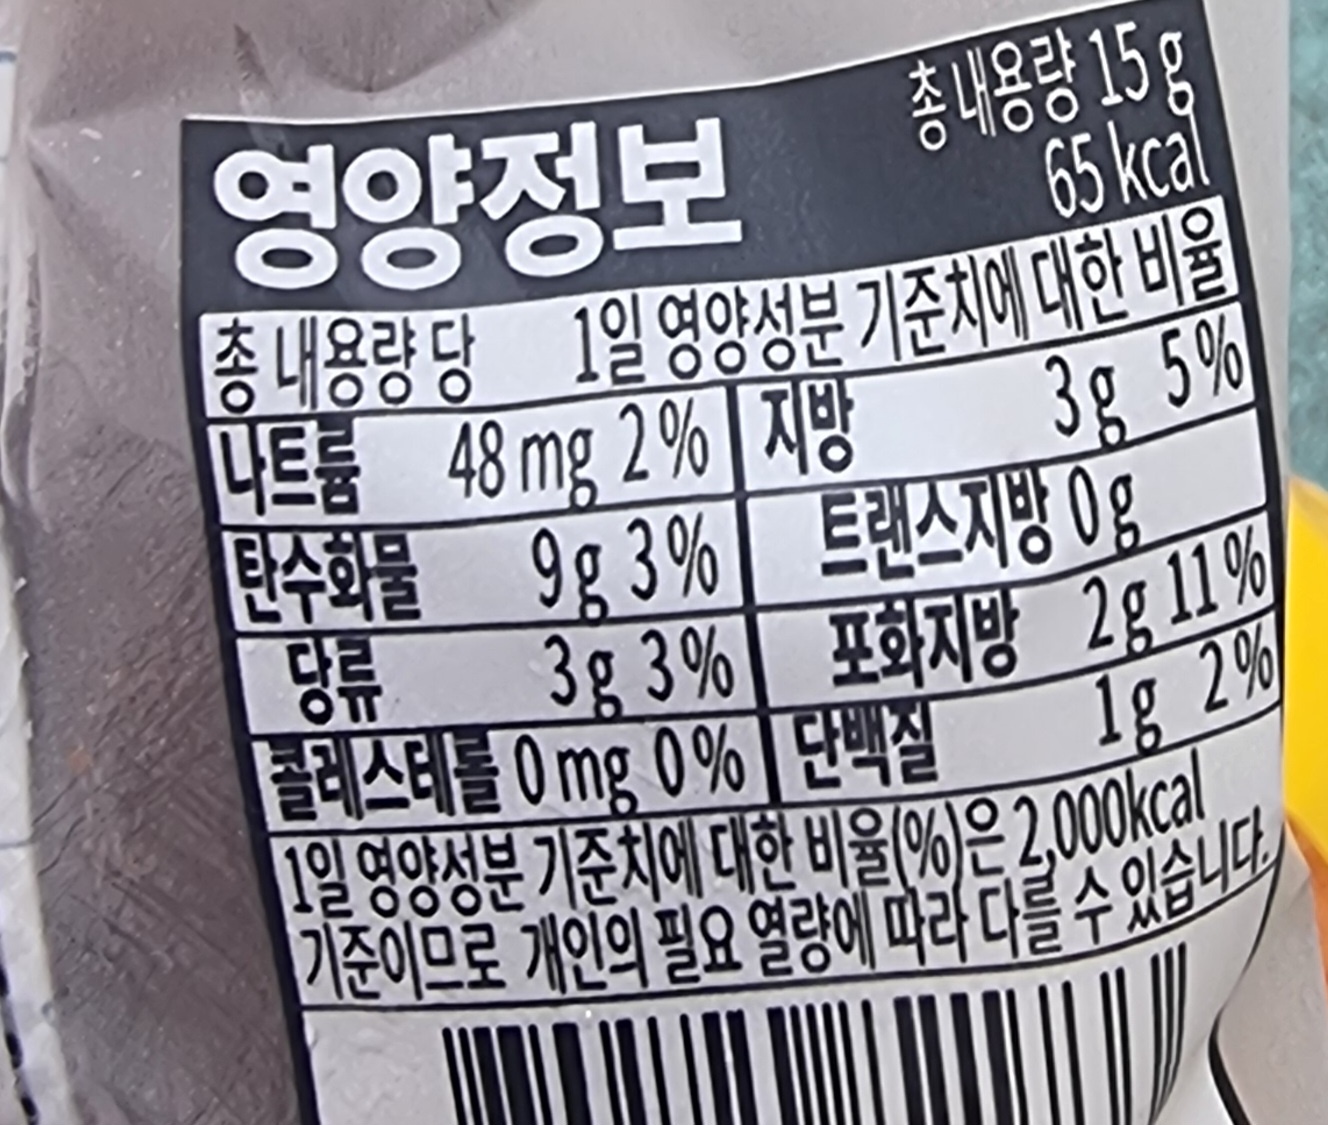 영양정보
총 내용량 15 g
65 kcal
총 내용량 당 1일 영양성분 기준치에 대한 비율
나트륨 48 mg 2 % 지방 3 g 5 %
탄수화물 9 g 3 % 트랜스지방 0 g
당류 3 g 3 % 포화지방 2 g 11 %
콜레스테롤 0 mg 0 % 단백질 1 g 2 %
1일 영양성분 기준치에 대한 비율(%)은 2,000kcal
기준이므로 개인의 필요 열량에 따라 다를 수 있습니다.